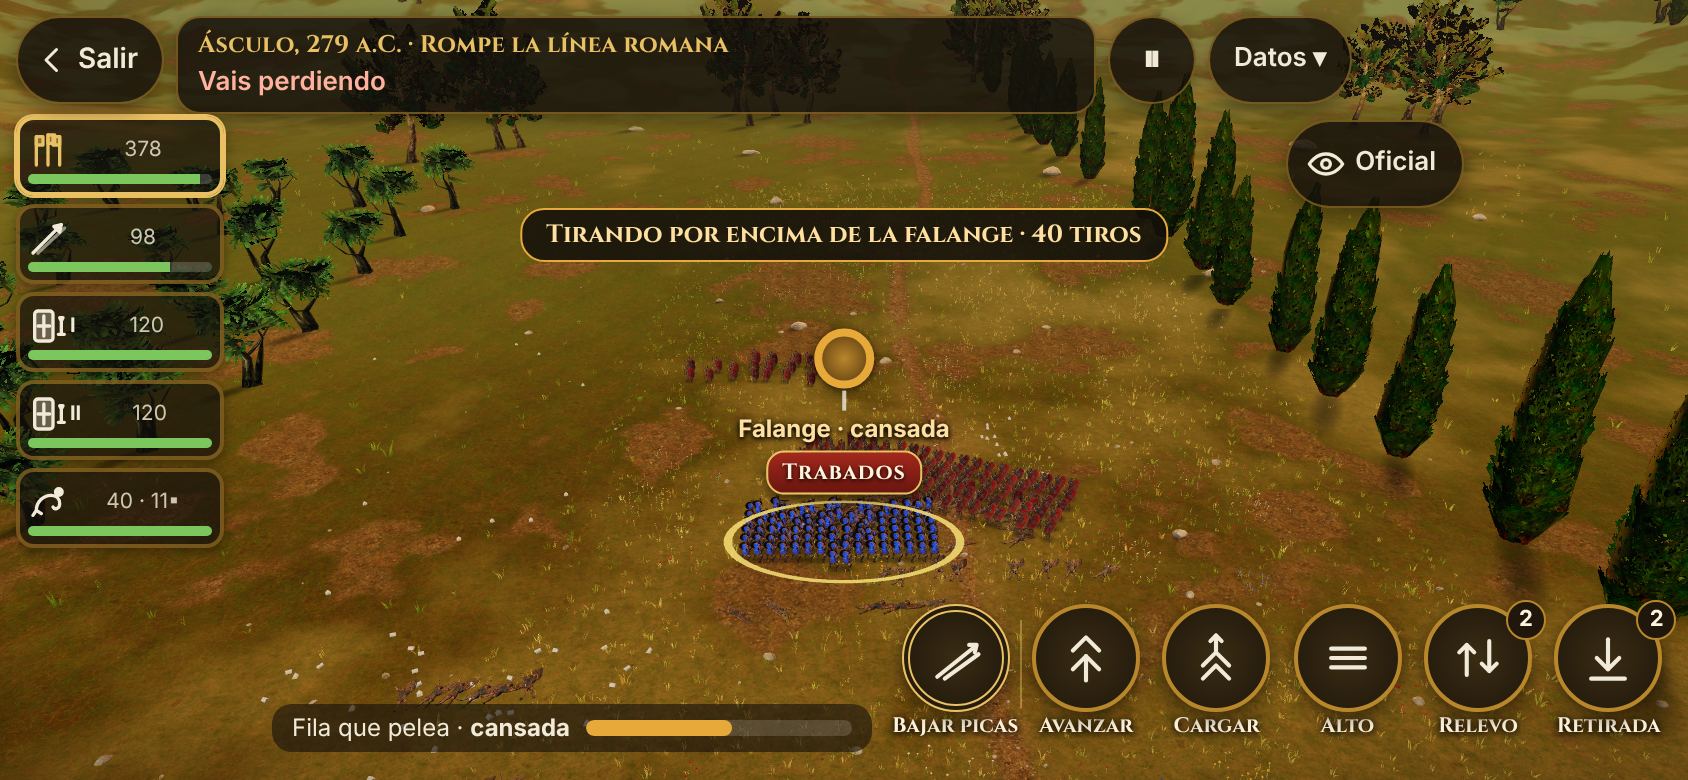 Salir
Ásculo, 279 a.C. · Rompe la línea romana
Vais perdiendo
Datos ▾
Oficial
378
98
I 120
II 120
40 · 11
Tirando por encima de la falange · 40 tiros
Falange · cansada
Trabados
2
2
Bajar picas
Avanzar
Cargar
Alto
Relevo
Retirada
Fila que pelea · cansada